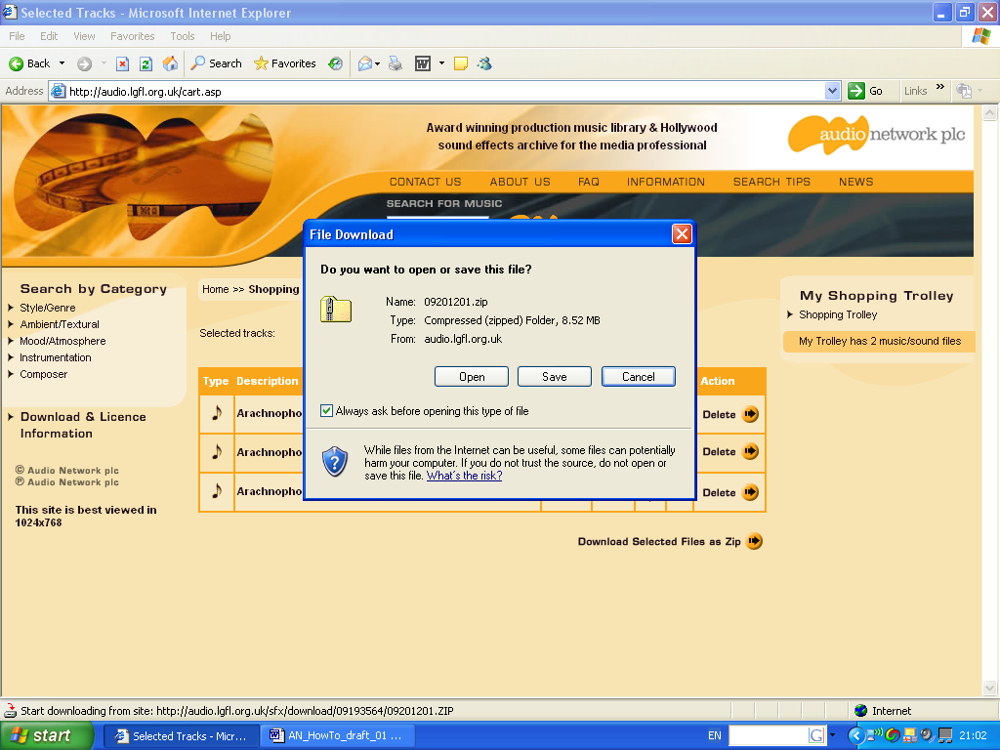 Selected Tracks - Microsoft Internet Explorer
File Edit View Favorites Tools Help
Back Search Favorites
Address http://audio.lgfl.org.uk/cart.asp Go Links »
Award winning production music library & Hollywood
sound effects archive for the media professional
audio network plc
CONTACT US ABOUT US FAQ INFORMATION SEARCH TIPS NEWS
SEARCH FOR MUSIC
File Download
Do you want to open or save this file?
Name: 09201201.zip
Type: Compressed (zipped) Folder, 8.52 MB
From: audio.lgfl.org.uk
Open Save Cancel
Always ask before opening this type of file
While files from the Internet can be useful, some files can potentially
harm your computer. If you do not trust the source, do not open or
save this file. What's the risk?
Search by Category
Style/Genre
Ambient/Textural
Mood/Atmosphere
Instrumentation
Composer
Download & Licence
Information
© Audio Network plc
℗ Audio Network plc
This site is best viewed in
1024x768
Home >> Shopping
Selected tracks:
Type Description Action
Arachnopho Delete
Arachnopho Delete
Arachnopho Delete
Download Selected Files as Zip
My Shopping Trolley
Shopping Trolley
My Trolley has 2 music/sound files
Start downloading from site: http://audio.lgfl.org.uk/sfx/download/09193564/09201201.ZIP Internet
start Selected Tracks - Micr... AN_HowTo_draft_01 ... EN G 21:02